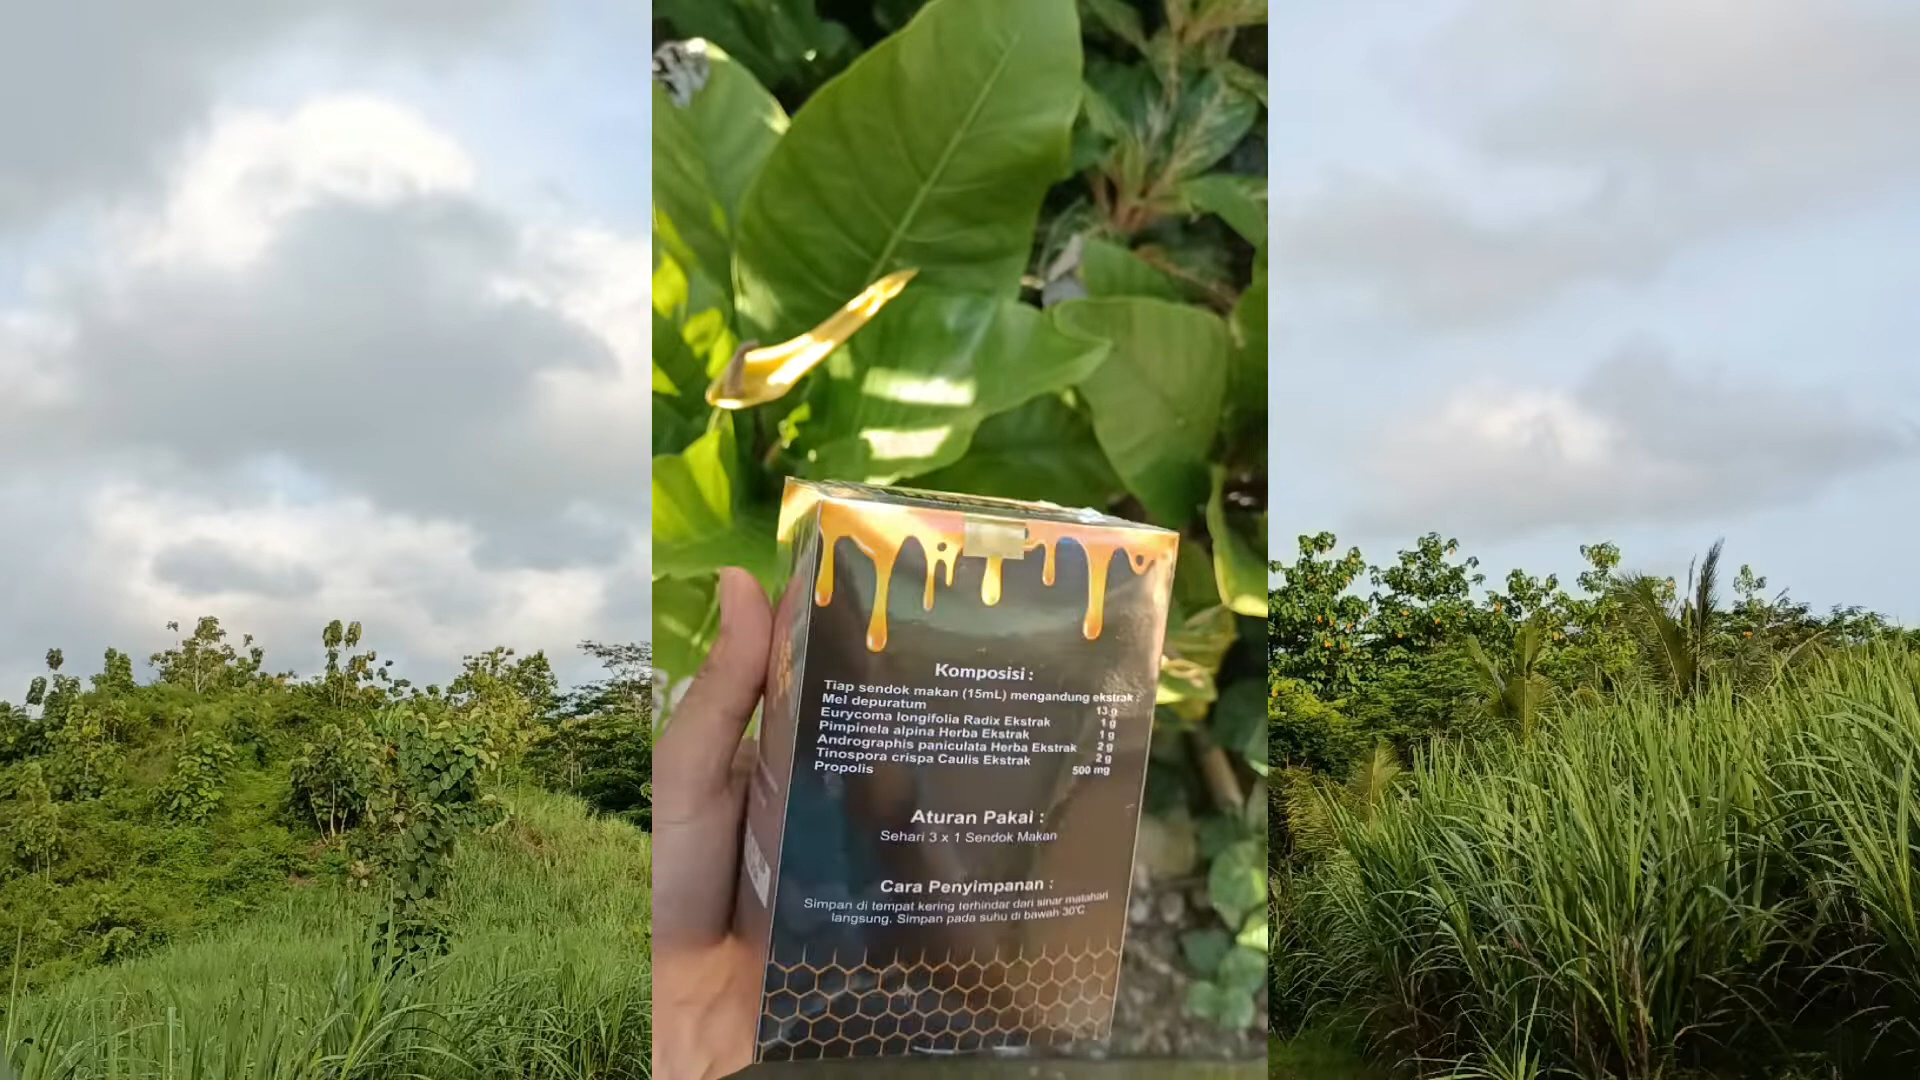 Komposisi :
Tiap sendok makan (15mL) mengandung ekstrak :
Mel depuratum 13 g
Eurycoma longifolia Radix Ekstrak 1 g
Pimpinela alpina Herba Ekstrak 1 g
Andrographis paniculata Herba Ekstrak 2 g
Tinospora crispa Caulis Ekstrak 2 g
Propolis 500 mg
Aturan Pakai :
Sehari 3 x 1 Sendok Makan
Cara Penyimpanan :
Simpan di tempat kering terhindar dari sinar matahari
langsung. Simpan pada suhu di bawah 30°C